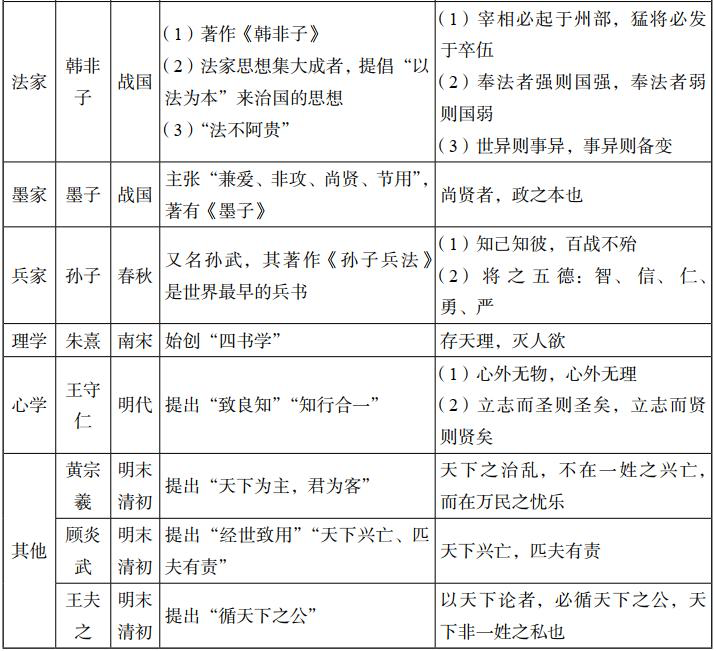 法家
韩非
子
战国
（1）著作《韩非子》
（2）法家思想集大成者，提倡“以
法为本”来治国的思想
（3）“法不阿贵”
（1）宰相必起于州部，猛将必发
于卒伍
（2）奉法者强则国强，奉法者弱
则国弱
（3）世异则事异，事异则备变
墨家
墨子
战国
主张“兼爱、非攻、尚贤、节用”，
著有《墨子》
尚贤者，政之本也
兵家
孙子
春秋
又名孙武，其著作《孙子兵法》
是世界最早的兵书
（1）知己知彼，百战不殆
（2）将之五德：智、信、仁、
勇、严
理学
朱熹
南宋
始创“四书学”
存天理，灭人欲
心学
王守
仁
明代
提出“致良知”“知行合一”
（1）心外无物，心外无理
（2）立志而圣则圣矣，立志而贤
则贤矣
其他
黄宗
羲
明末
清初
提出“天下为主，君为客”
天下之治乱，不在一姓之兴亡，
而在万民之忧乐
顾炎
武
明末
清初
提出“经世致用”“天下兴亡、匹
夫有责”
天下兴亡，匹夫有责
王夫
之
明末
清初
提出“循天下之公”
以天下论者，必循天下之公，天
下非一姓之私也